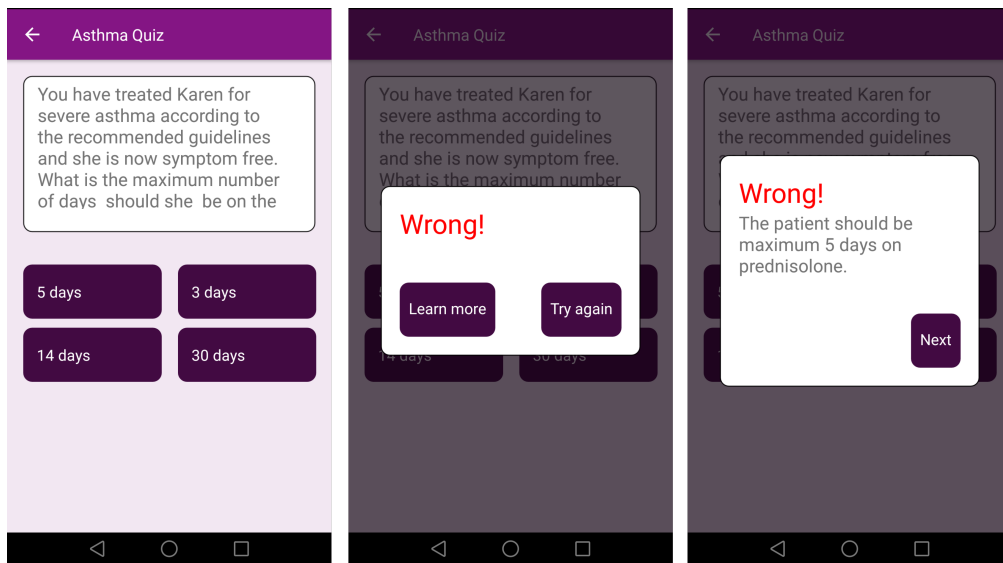 Asthma Quiz
You have treated Karen for
severe asthma according to
the recommended guidelines
and she is now symptom free.
What is the maximum number
of days  should she  be on the
5 days
3 days
14 days
30 days
Asthma Quiz
You have treated Karen for
severe asthma according to
the recommended guidelines
and she is now symptom free.
What is the maximum number
Wrong!
Learn more
Try again
14 days
30 days
Asthma Quiz
You have treated Karen for
severe asthma according to
the recommended guidelines
Wrong!
The patient should be
maximum 5 days on
prednisolone.
Next